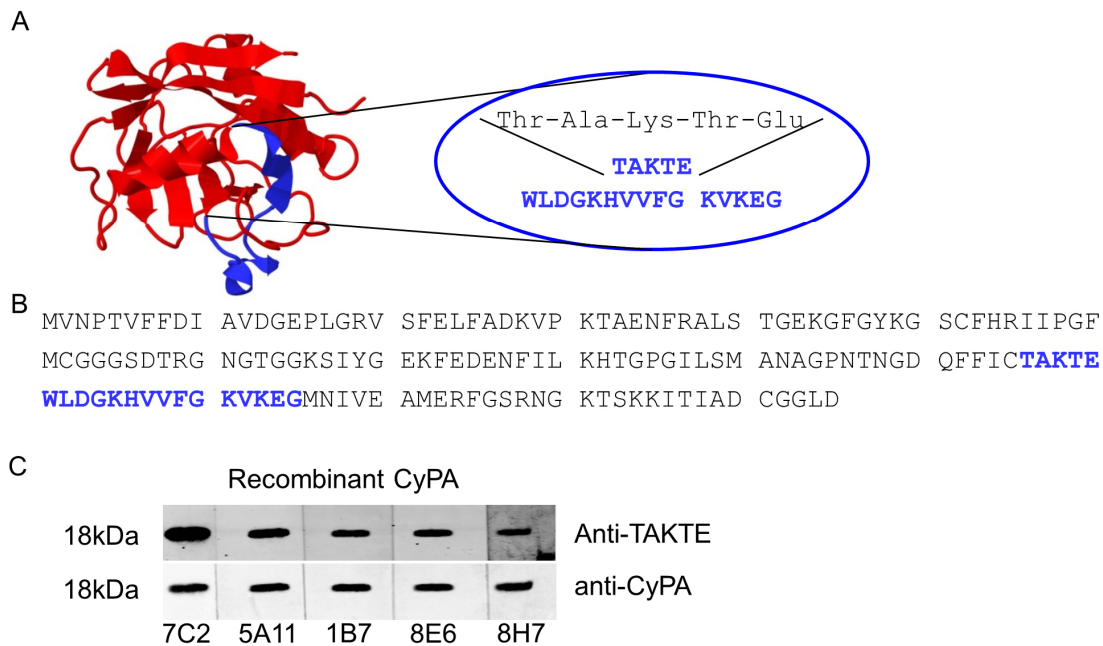 A
Thr-Ala-Lys-Thr-Glu
TAKTE
WLDGKHVVFG KVKEG
B
MVNPTVFFDI AVDGEPLGRV SFELFADKVP KTAENFRALS TGEKGFGYKG SCFHRIIPGF
MCGGGSDTRG NGTGGKSIYG EKFEDENFIL KHTGPGILSM ANAGPNTNGD QFFICTAKTE
WLDGKHVVFG KVKEGMNIVE AMERFGSRNG KTSKKITIAD CGGLD
C
Recombinant CyPA
18kDa Anti-TAKTE
18kDa anti-CyPA
7C2 5A11 1B7 8E6 8H7